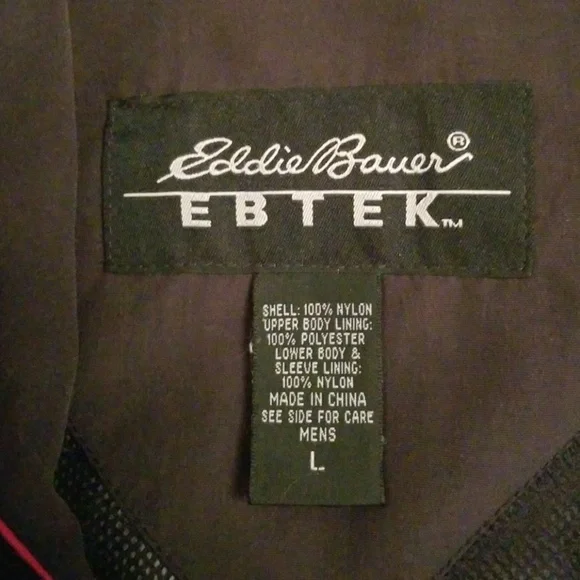 Eddie Bauer®
EBTEK™
SHELL: 100% NYLON
UPPER BODY LINING:
100% POLYESTER
LOWER BODY &
SLEEVE LINING:
100% NYLON
MADE IN CHINA
SEE SIDE FOR CARE
MENS
L